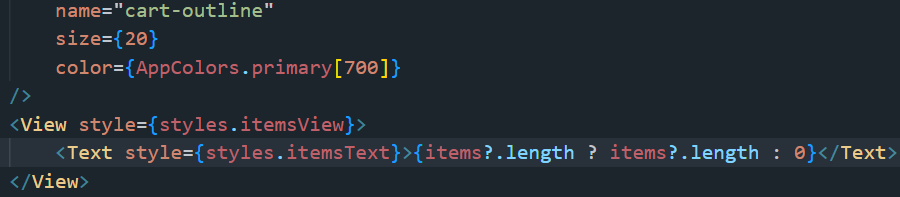 name="cart-outline"
size={20}
color={AppColors.primary[700]}
/>
<View style={styles.itemsView}>
<Text style={styles.itemsText}>{items?.length ? items?.length : 0}</Text>
</View>